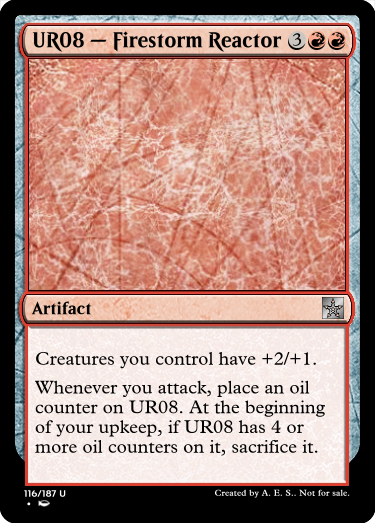 UR08 — Firestorm Reactor 3
Artifact
Creatures you control have +2/+1.
Whenever you attack, place an oil
counter on UR08. At the beginning
of your upkeep, if UR08 has 4 or
more oil counters on it, sacrifice it.
116/187 U
Created by A. E. S.. Not for sale.